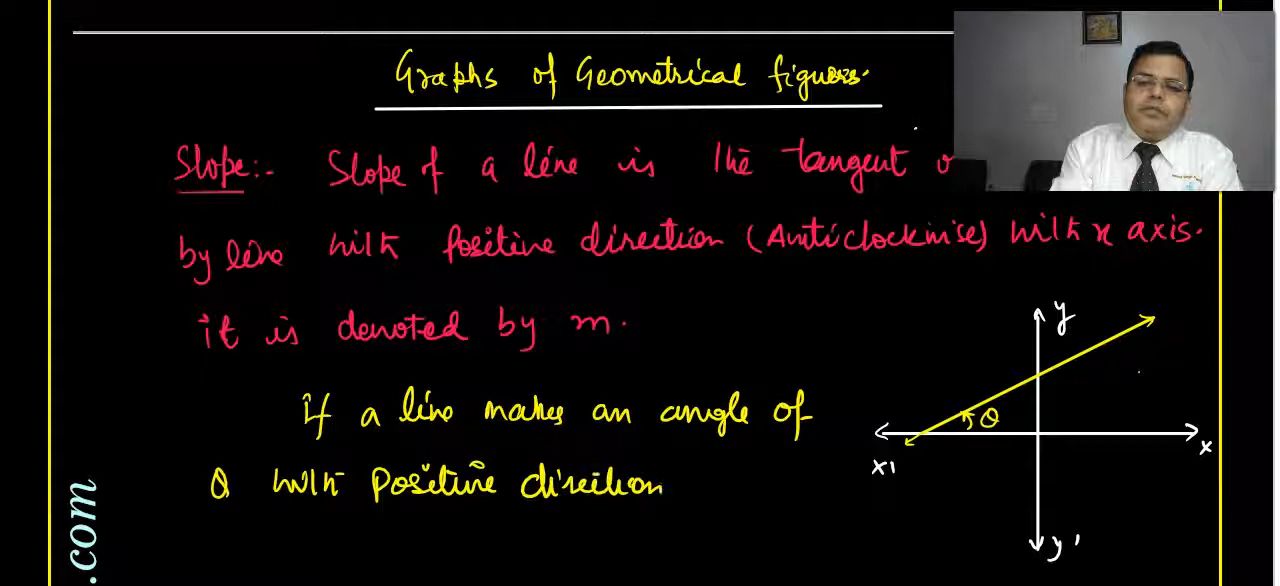 Graphs of Geometrical figures.
Slope:- Slope of a line is the tangent o
by line with positive direction (Anticlockwise) with x axis.
it is denoted by m.
y
If a line makes an angle of
θ
x' x
θ with positive direction
y'
.com